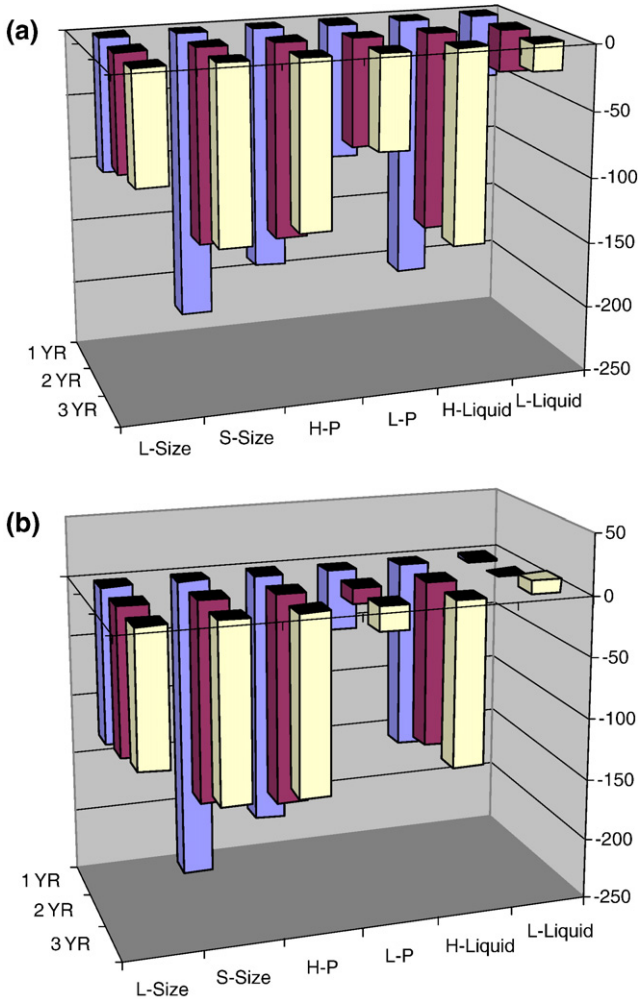 (a)
0
-50
-100
-150
-200
-250
1 YR
2 YR
3 YR
L-Size
S-Size
H-P
L-P
H-Liquid
L-Liquid
(b)
50
0
-50
-100
-150
-200
-250
1 YR
2 YR
3 YR
L-Size
S-Size
H-P
L-P
H-Liquid
L-Liquid